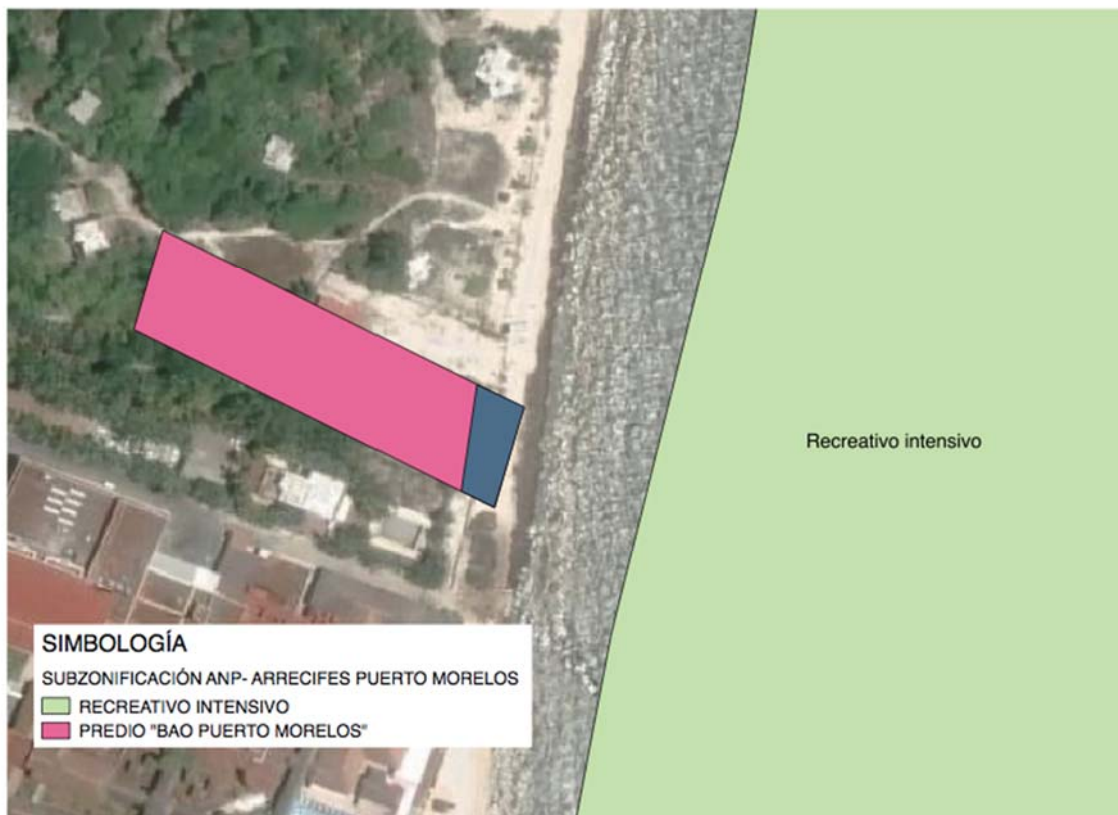 Recreativo intensivo
SIMBOLOGÍA
SUBZONIFICACIÓN ANP- ARRECIFES PUERTO MORELOS
RECREATIVO INTENSIVO
PREDIO "BAO PUERTO MORELOS"